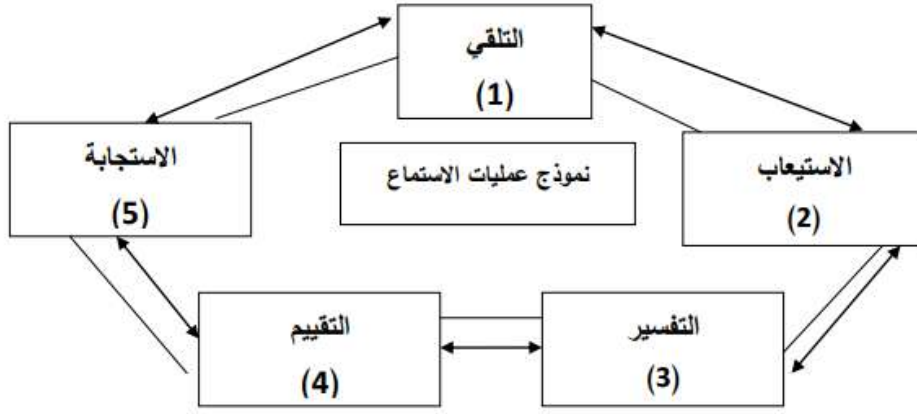 التلقي
(1)
الاستجابة
(5)
نموذج عمليات الاستماع
الاستيعاب
(2)
التقييم
(4)
التفسير
(3)